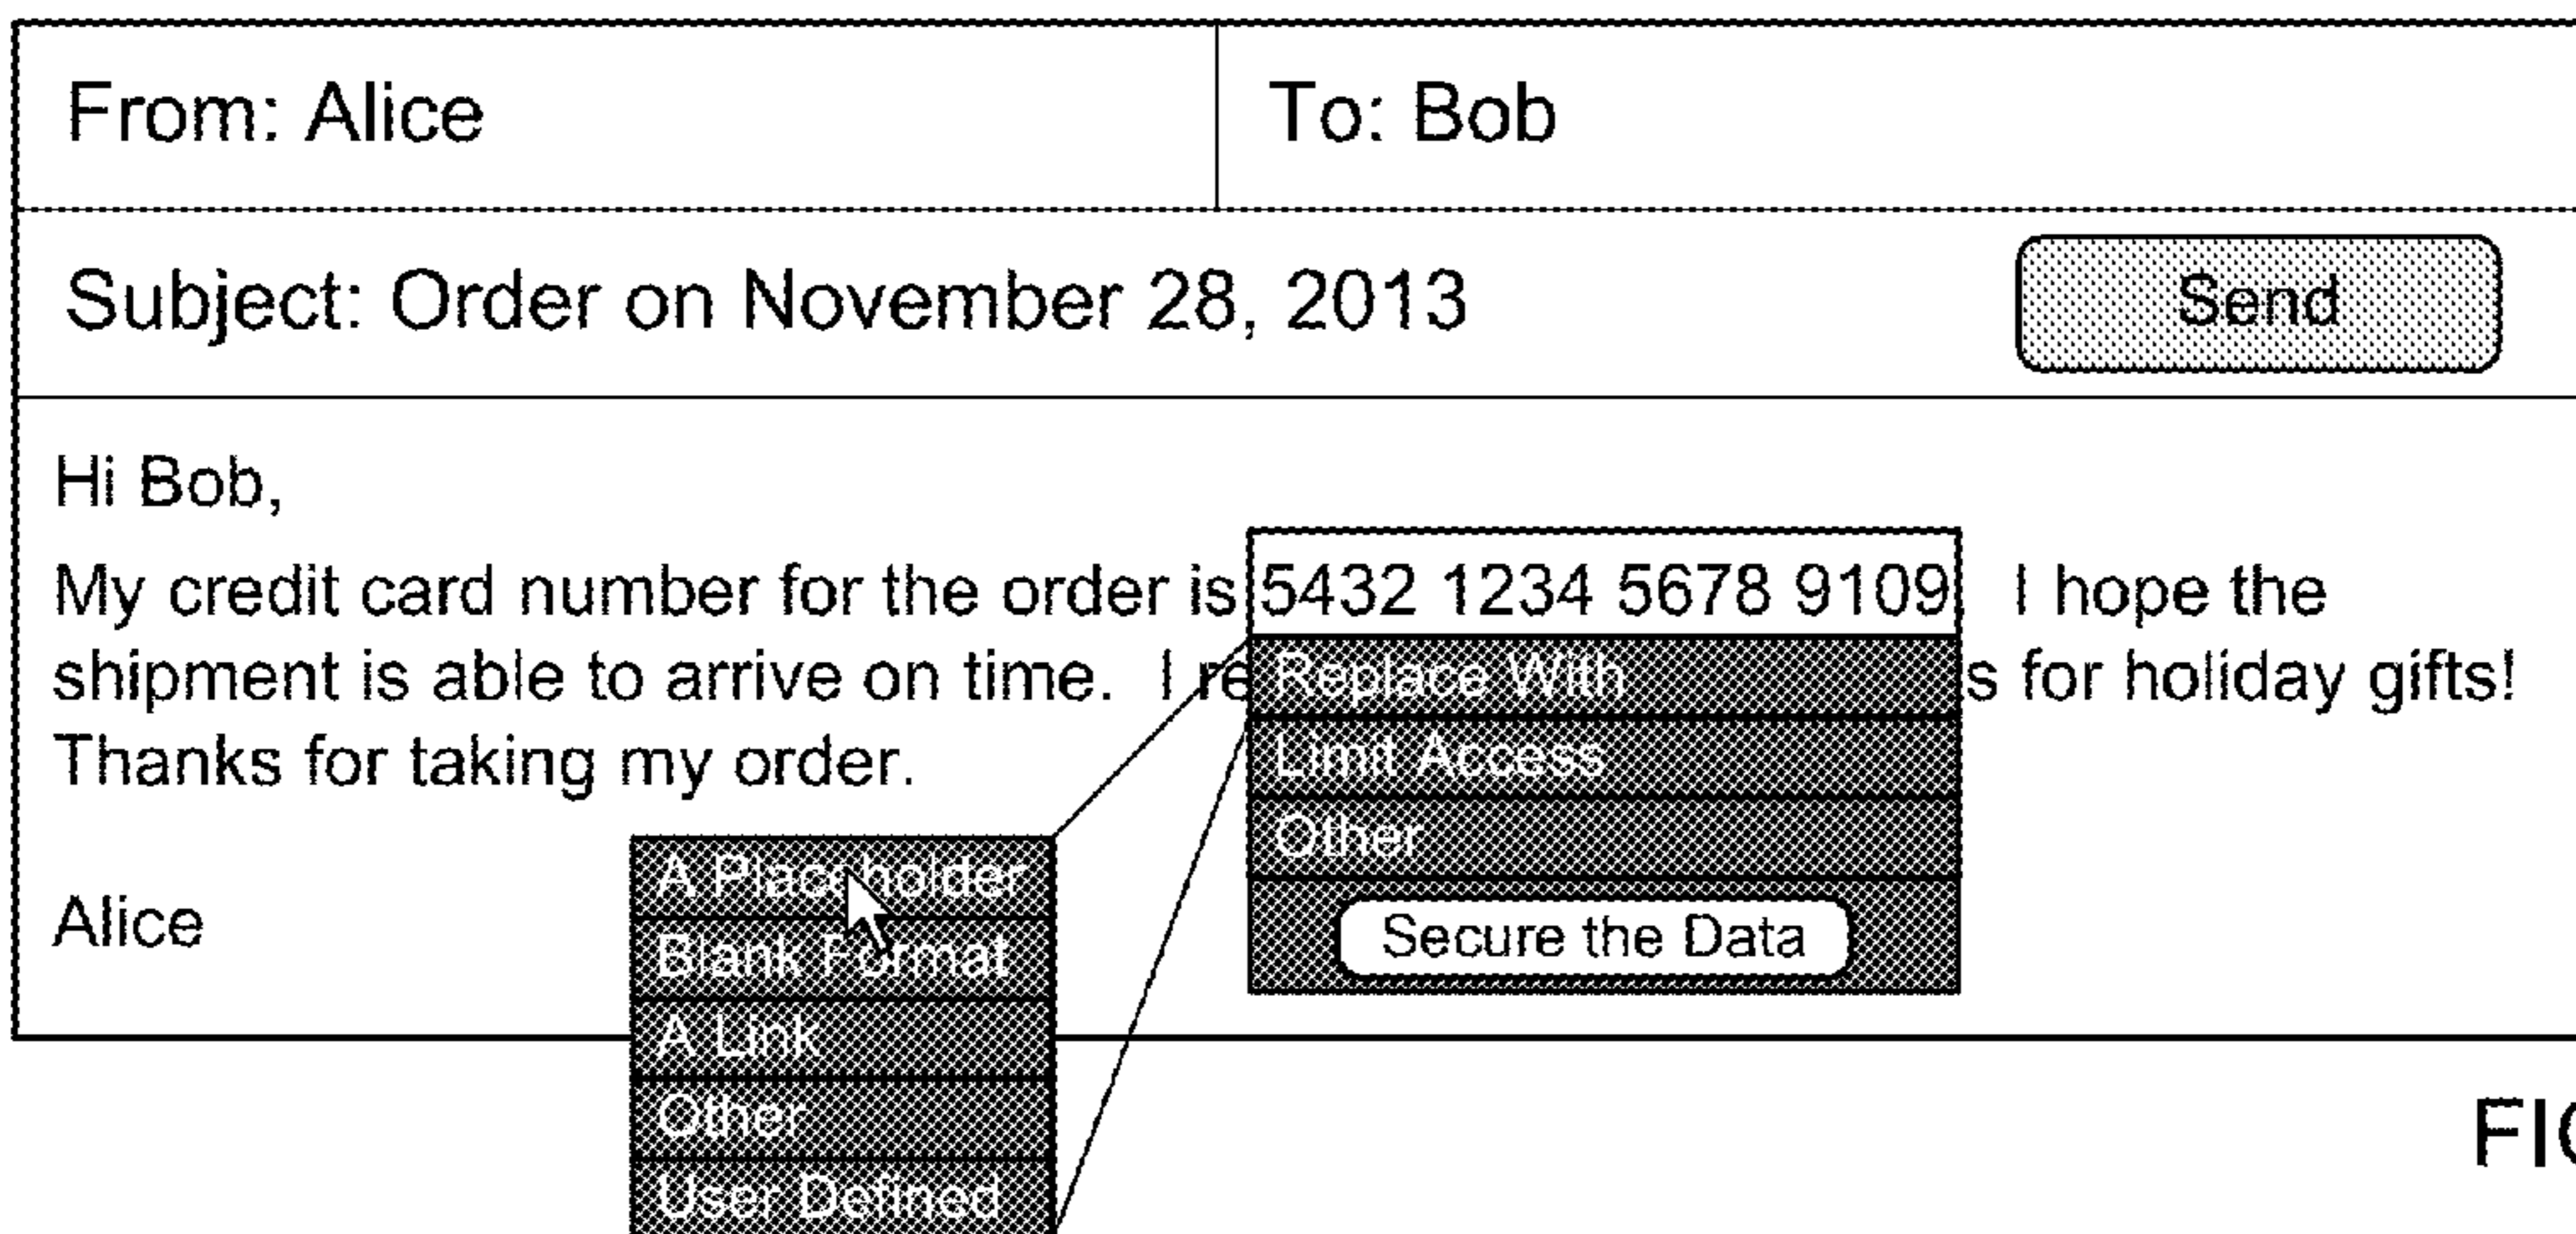 From: Alice
To: Bob
Subject: Order on November 28, 2013
Send
Hi Bob,
My credit card number for the order is 5432 1234 5678 9109. I hope the
shipment is able to arrive on time. I re s for holiday gifts!
Thanks for taking my order.
Alice
Replace With
Limit Access
Other
Secure the Data
A Placeholder
Blank Format
A Link
Other
User Defined